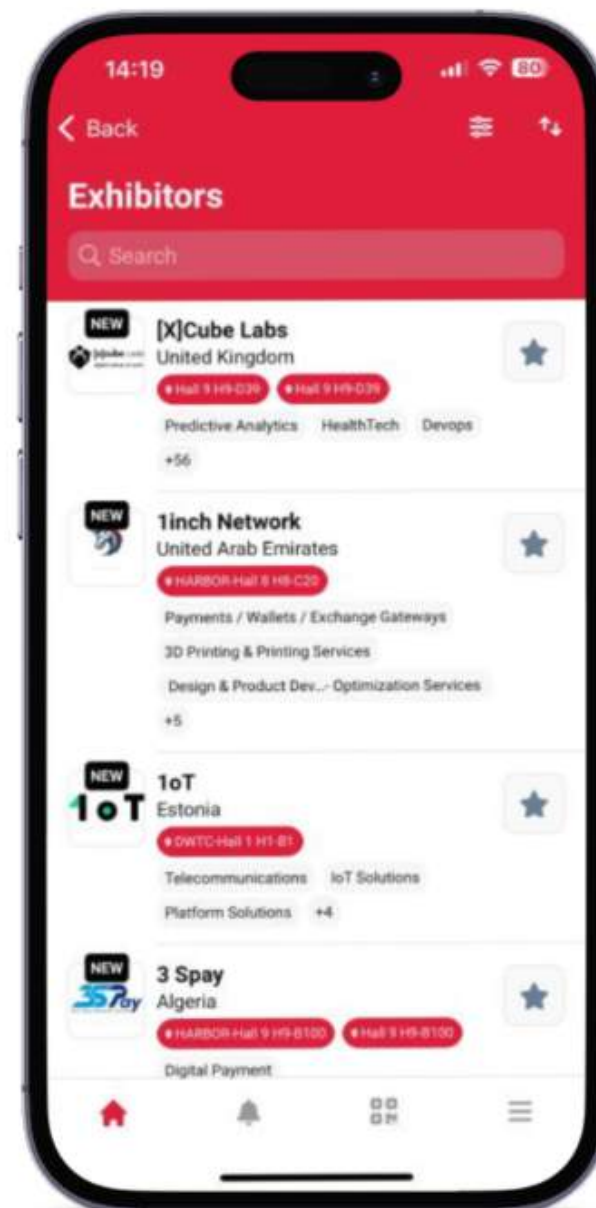 14:19
80
Back
Exhibitors
Search
NEW
[X]Cube Labs
United Kingdom
Hall 9 H9-D39 Hall 9 H9-D39
Predictive Analytics HealthTech Devops
+56
NEW
1inch Network
United Arab Emirates
HARBOR-Hall 8 H8-C20
Payments / Wallets / Exchange Gateways
3D Printing & Printing Services
Design & Product Dev...- Optimization Services
+5
NEW
1oT
1oT
Estonia
DWTC-Hall 1 H1-B1
Telecommunications IoT Solutions
Platform Solutions +4
NEW
3S Pay
3 Spay
Algeria
HARBOR-Hall 9 H9-B100 Hall 9 H9-B100
Digital Payment